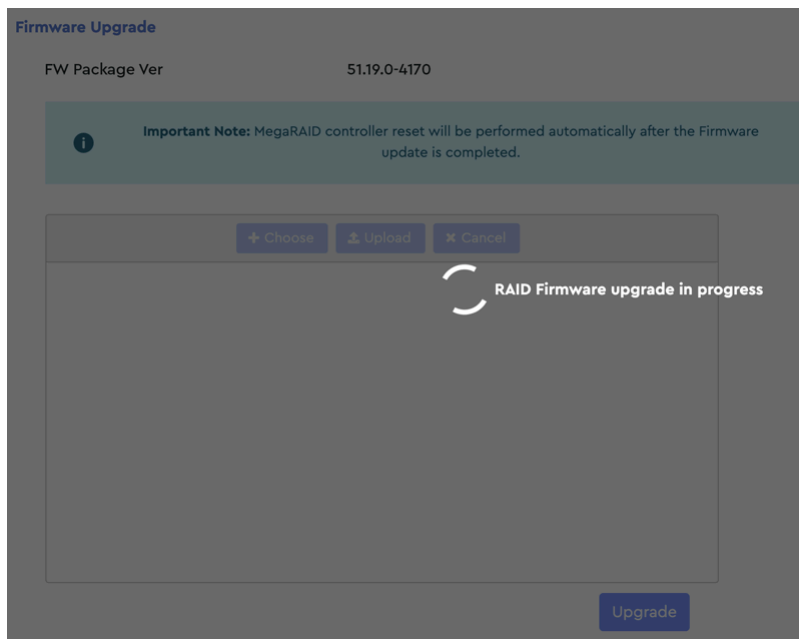 Firmware Upgrade
FW Package Ver 51.19.0-4170
Important Note: MegaRAID controller reset will be performed automatically after the Firmware
update is completed.
Choose Upload Cancel
RAID Firmware upgrade in progress
Upgrade